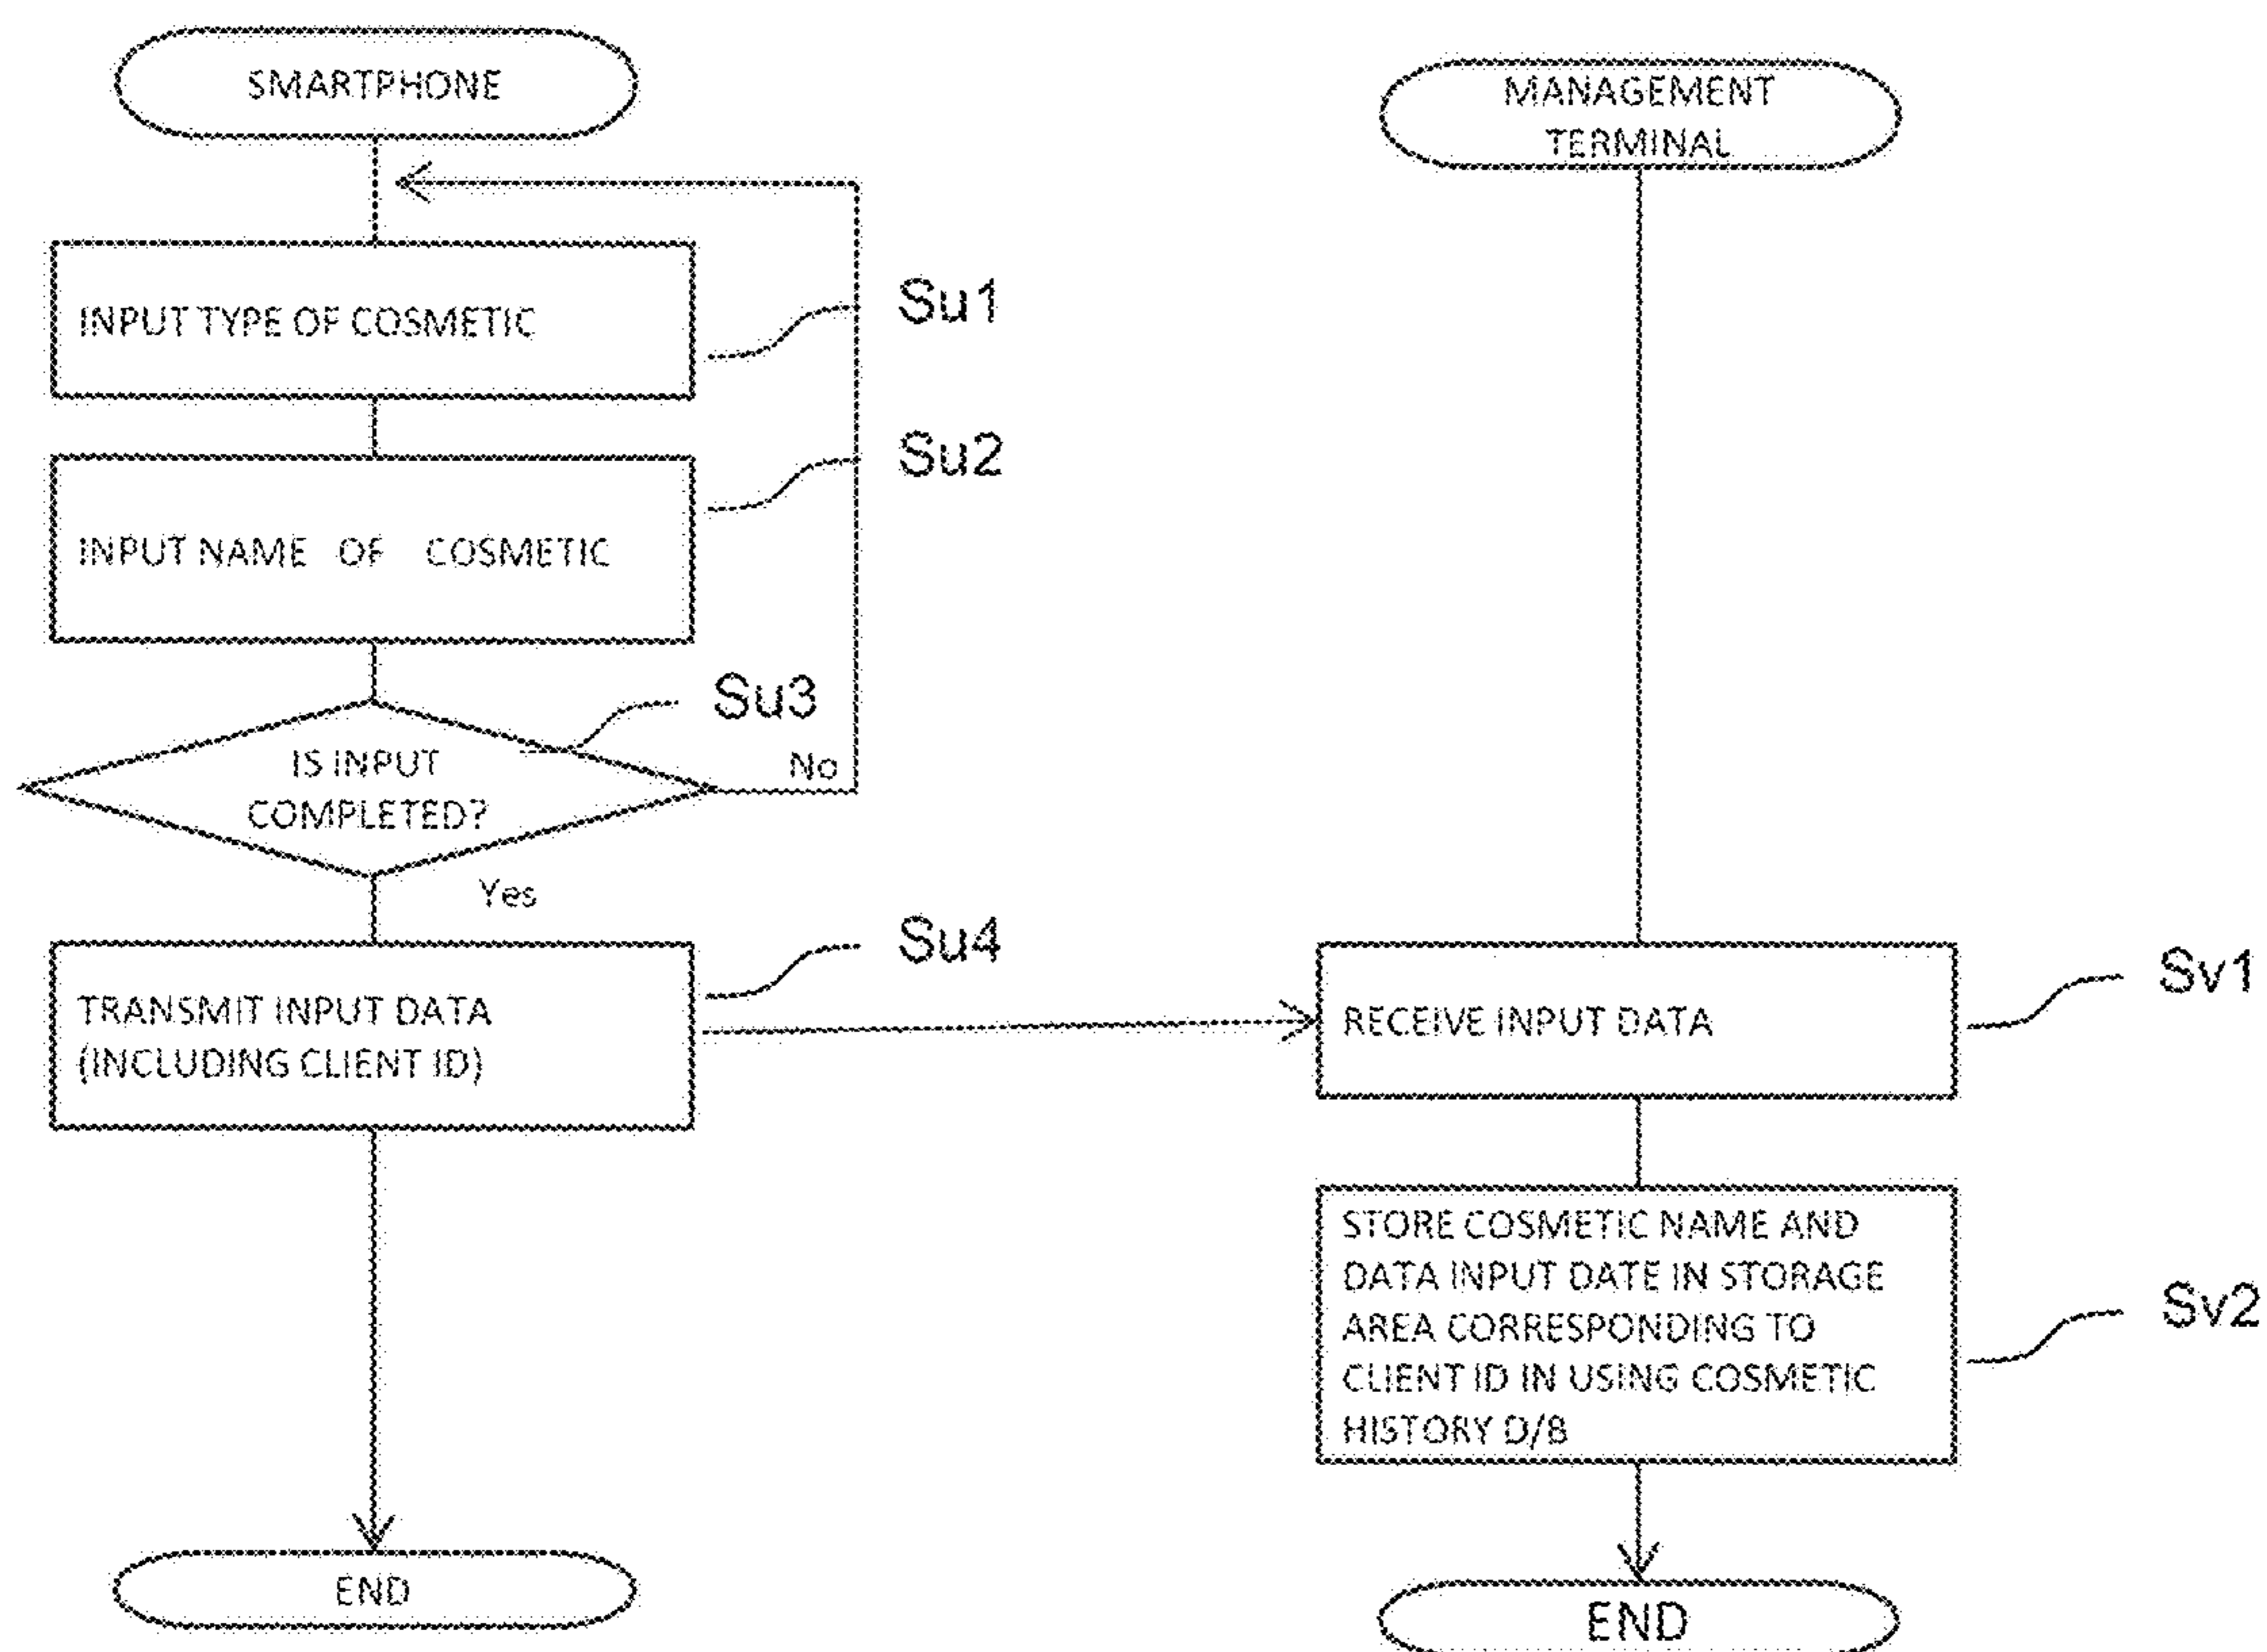 SMARTPHONE
INPUT TYPE OF COSMETIC
Su1
INPUT NAME OF COSMETIC
Su2
Su3
IS INPUT
COMPLETED?
No
Yes
TRANSMIT INPUT DATA
(INCLUDING CLIENT ID)
Su4
END
MANAGEMENT
TERMINAL
RECEIVE INPUT DATA
Sv1
STORE COSMETIC NAME AND
DATA INPUT DATE IN STORAGE
AREA CORRESPONDING TO
CLIENT ID IN USING COSMETIC
HISTORY D/B
Sv2
END